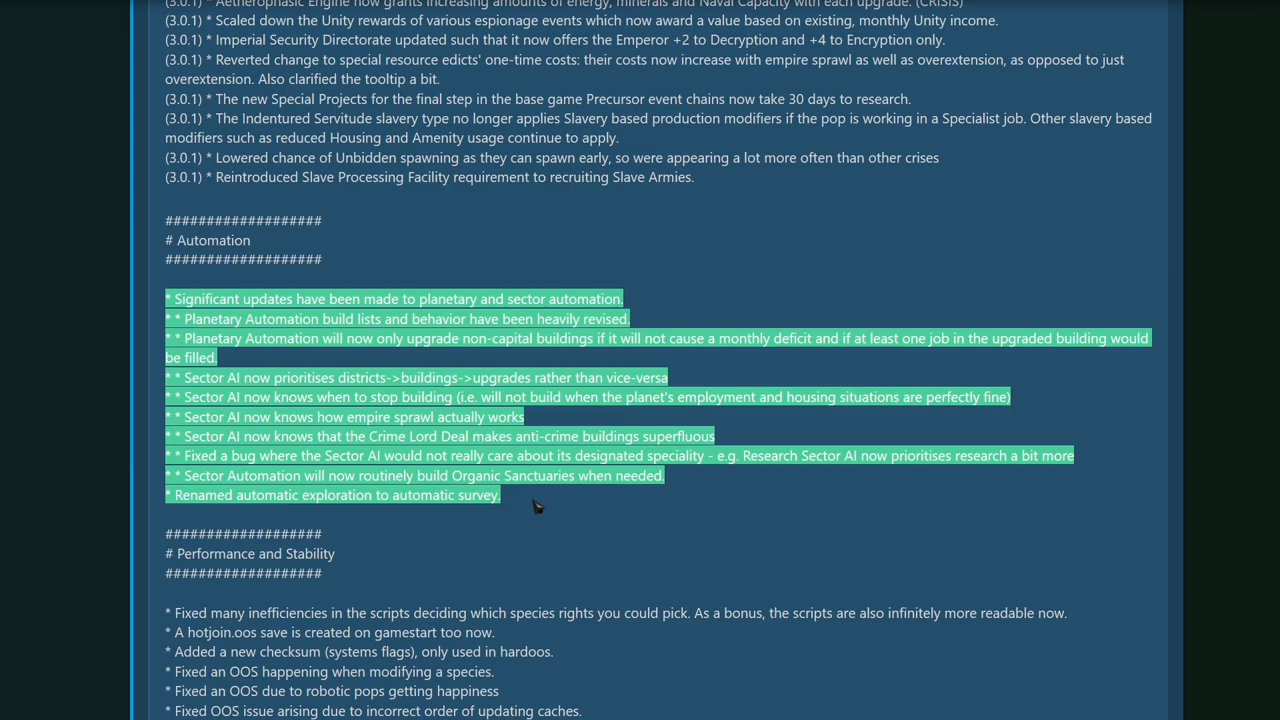 (3.0.1) * Aetherophasic Engine now grants increasing amounts of energy, minerals and Naval Capacity with each upgrade. (CRISIS)
(3.0.1) * Scaled down the Unity rewards of various espionage events which now award a value based on existing, monthly Unity income.
(3.0.1) * Imperial Security Directorate updated such that it now offers the Emperor +2 to Decryption and +4 to Encryption only.
(3.0.1) * Reverted change to special resource edicts' one-time costs: their costs now increase with empire sprawl as well as overextension, as opposed to just
overextension. Also clarified the tooltip a bit.
(3.0.1) * The new Special Projects for the final step in the base game Precursor event chains now take 30 days to research.
(3.0.1) * The Indentured Servitude slavery type no longer applies Slavery based production modifiers if the pop is working in a Specialist job. Other slavery based
modifiers such as reduced Housing and Amenity usage continue to apply.
(3.0.1) * Lowered chance of Unbidden spawning as they can spawn early, so were appearing a lot more often than other crises
(3.0.1) * Reintroduced Slave Processing Facility requirement to recruiting Slave Armies.
###################
# Automation
###################
* Significant updates have been made to planetary and sector automation.
* * Planetary Automation build lists and behavior have been heavily revised.
* * Planetary Automation will now only upgrade non-capital buildings if it will not cause a monthly deficit and if at least one job in the upgraded building would
be filled.
* * Sector AI now prioritises districts->buildings->upgrades rather than vice-versa
* * Sector AI now knows when to stop building (i.e. will not build when the planet's employment and housing situations are perfectly fine)
* * Sector AI now knows how empire sprawl actually works
* * Sector AI now knows that the Crime Lord Deal makes anti-crime buildings superfluous
* * Fixed a bug where the Sector AI would not really care about its designated speciality - e.g. Research Sector AI now prioritises research a bit more
* * Sector Automation will now routinely build Organic Sanctuaries when needed.
* Renamed automatic exploration to automatic survey.
###################
# Performance and Stability
###################
* Fixed many inefficiencies in the scripts deciding which species rights you could pick. As a bonus, the scripts are also infinitely more readable now.
* A hotjoin.oos save is created on gamestart too now.
* Added a new checksum (systems flags), only used in hardoos.
* Fixed an OOS happening when modifying a species.
* Fixed an OOS due to robotic pops getting happiness
* Fixed OOS issue arising due to incorrect order of updating caches.